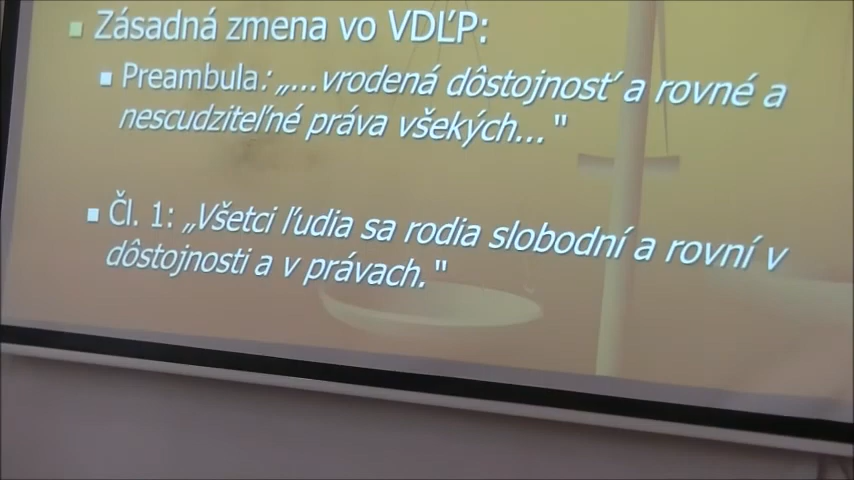 Zásadná zmena vo VDĽP:
Preambula: „...vrodená dôstojnosť a rovné a
nescudziteľné práva všekých..."
Čl. 1: „Všetci ľudia sa rodia slobodní a rovní v
dôstojnosti a v právach."